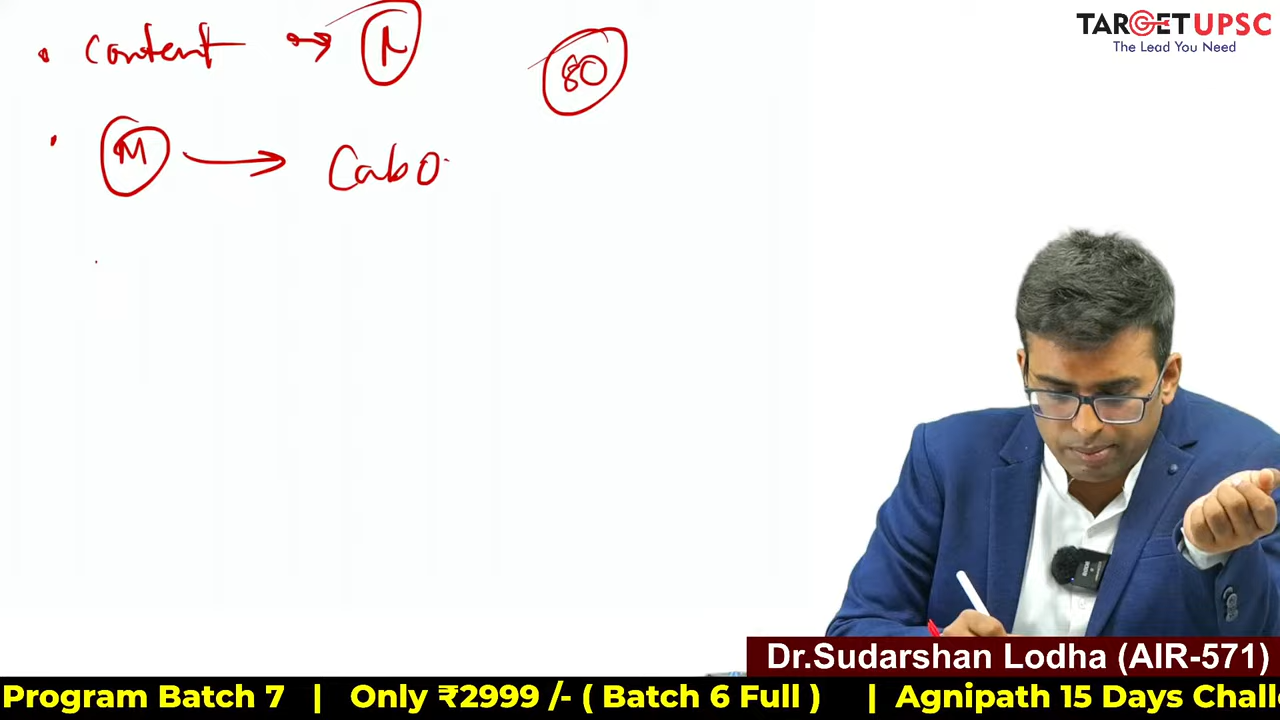 • content → M
80
• M → Cabo
TARGETUPSC
The Lead You Need
Dr.Sudarshan Lodha (AIR-571)
Program Batch 7 | Only ₹2999 /- ( Batch 6 Full ) | Agnipath 15 Days Chall